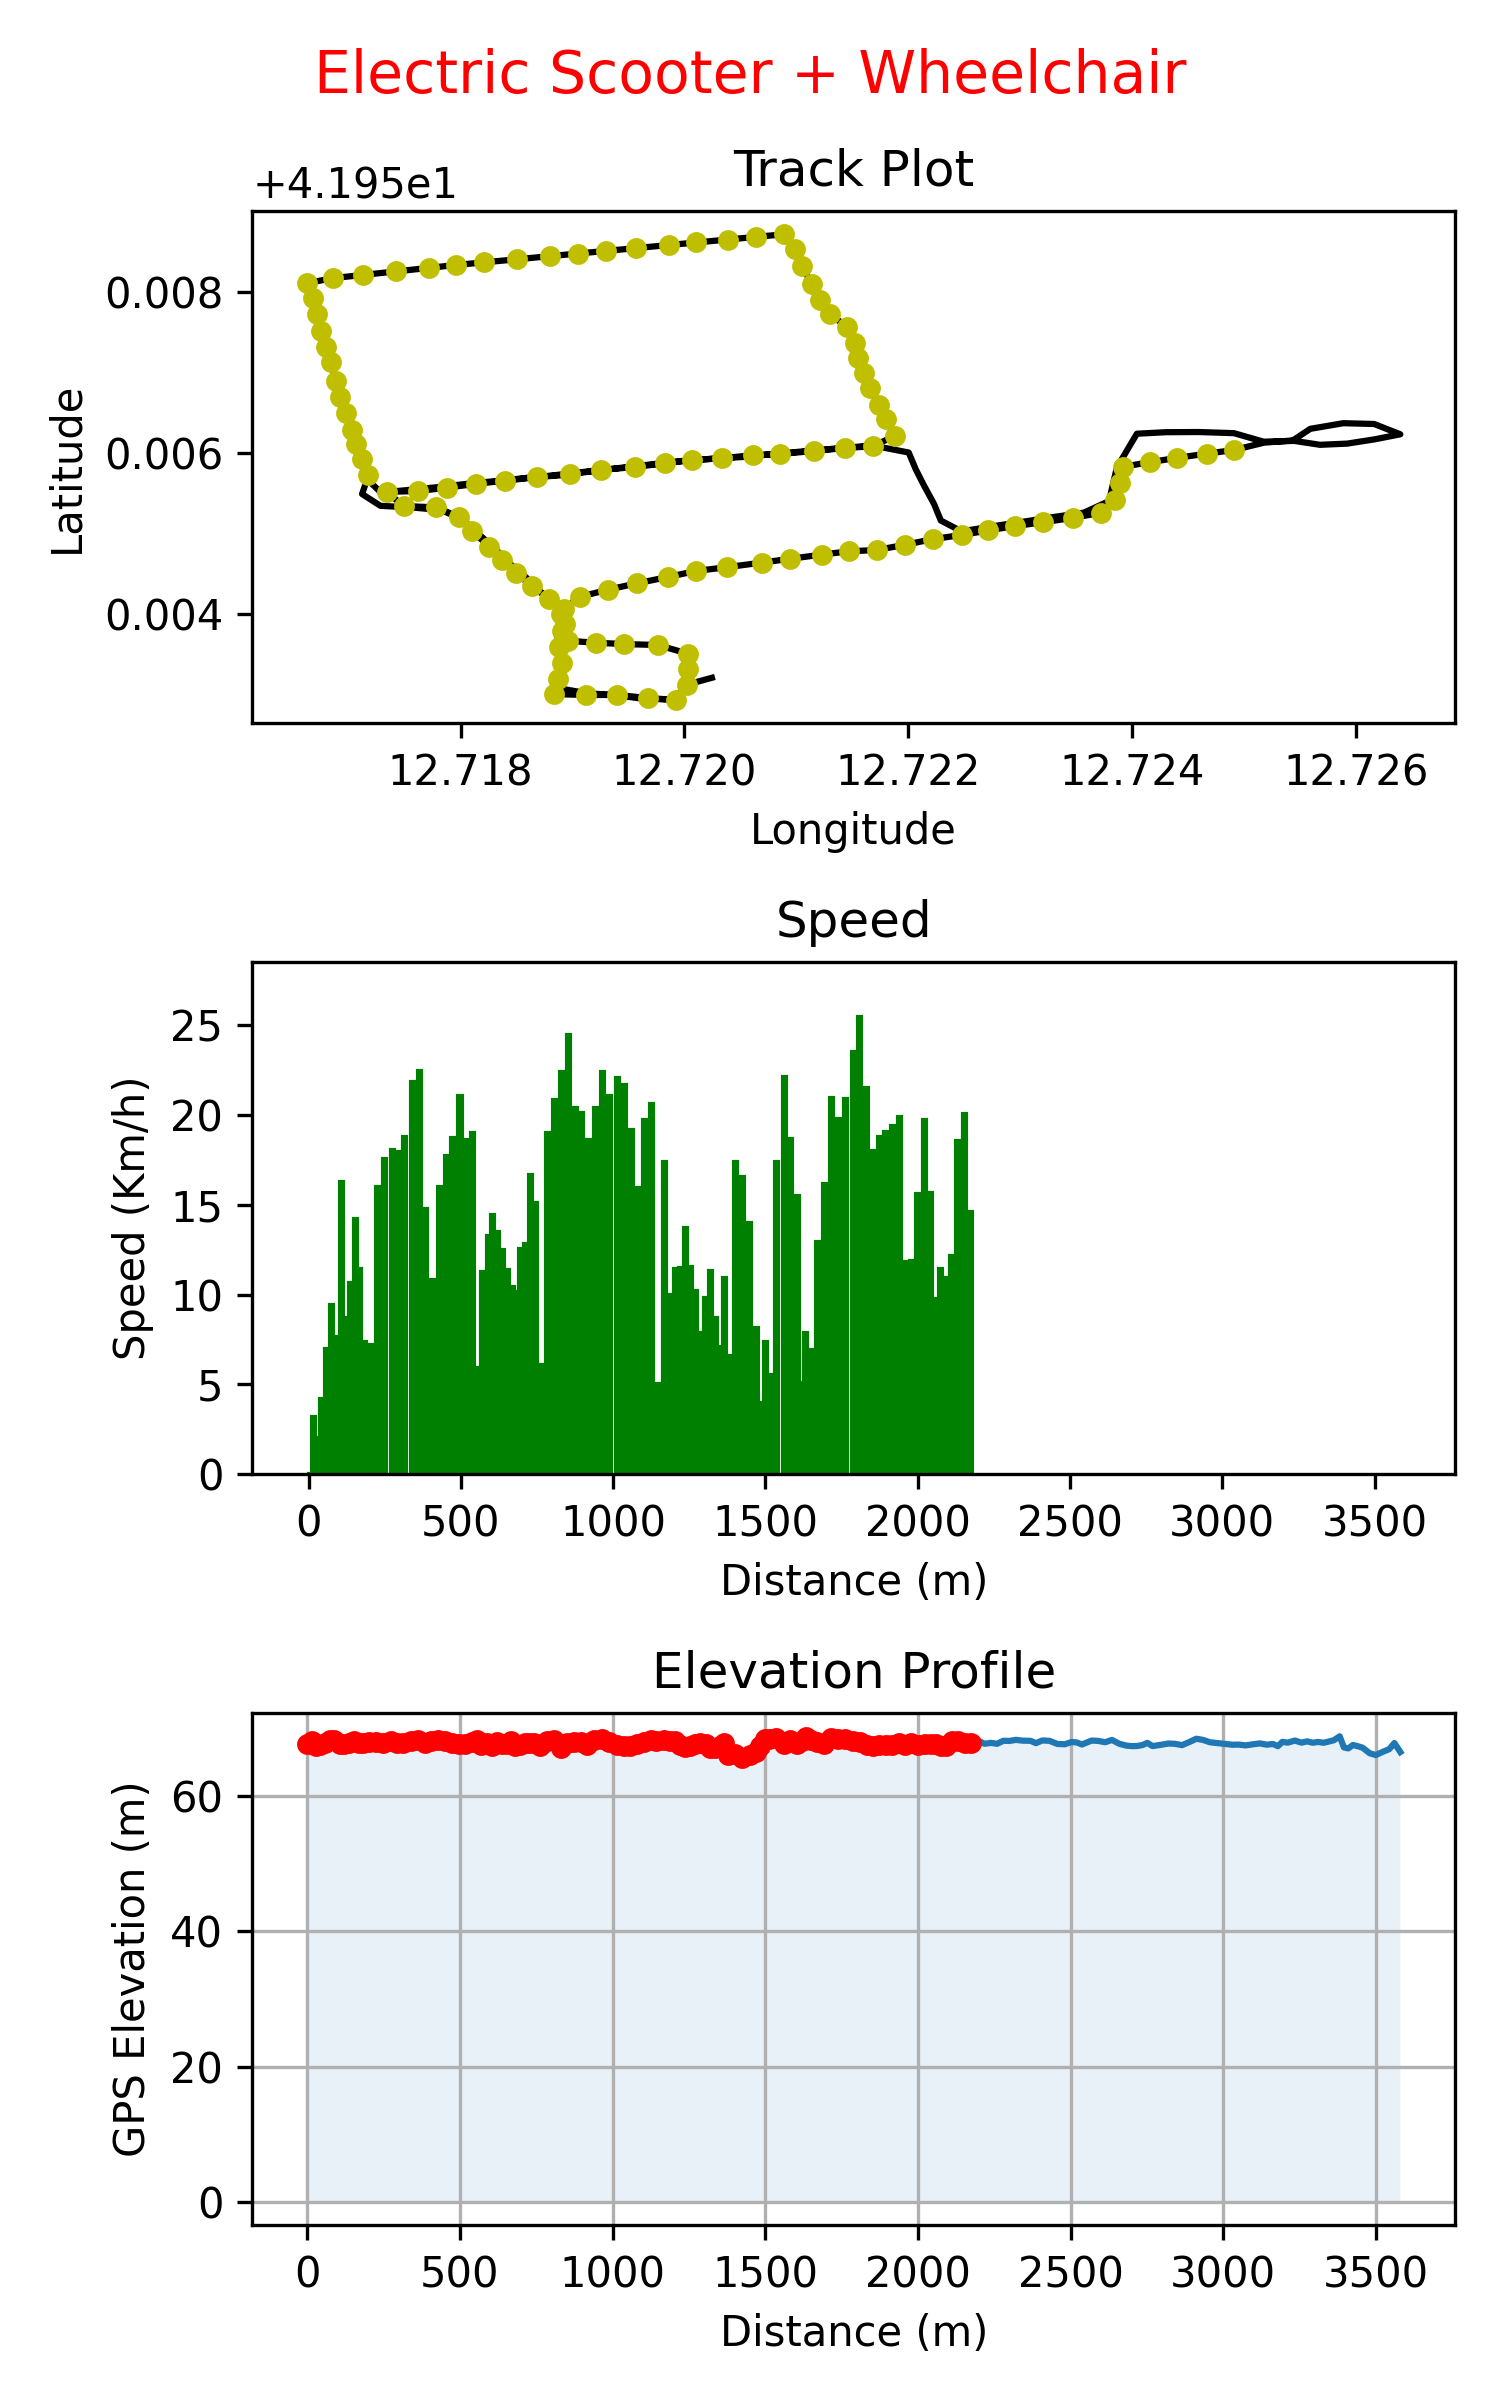 Electric Scooter + Wheelchair
Track Plot
+4.195e1
0.008
0.006
0.004
Latitude
12.718 12.720 12.722 12.724 12.726
Longitude
Speed
25
20
15
10
5
0
Speed (Km/h)
0 500 1000 1500 2000 2500 3000 3500
Distance (m)
Elevation Profile
60
40
20
0
GPS Elevation (m)
0 500 1000 1500 2000 2500 3000 3500
Distance (m)